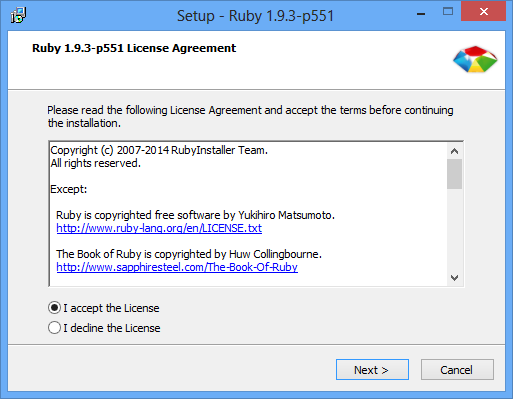 Setup - Ruby 1.9.3-p551
Ruby 1.9.3-p551 License Agreement
Please read the following License Agreement and accept the terms before continuing
the installation.
Copyright (c) 2007-2014 RubyInstaller Team.
All rights reserved.
Except:
Ruby is copyrighted free software by Yukihiro Matsumoto.
http://www.ruby-lang.org/en/LICENSE.txt
The Book of Ruby is copyrighted by Huw Collingbourne.
http://www.sapphiresteel.com/The-Book-Of-Ruby
I accept the License
I decline the License
Next >
Cancel